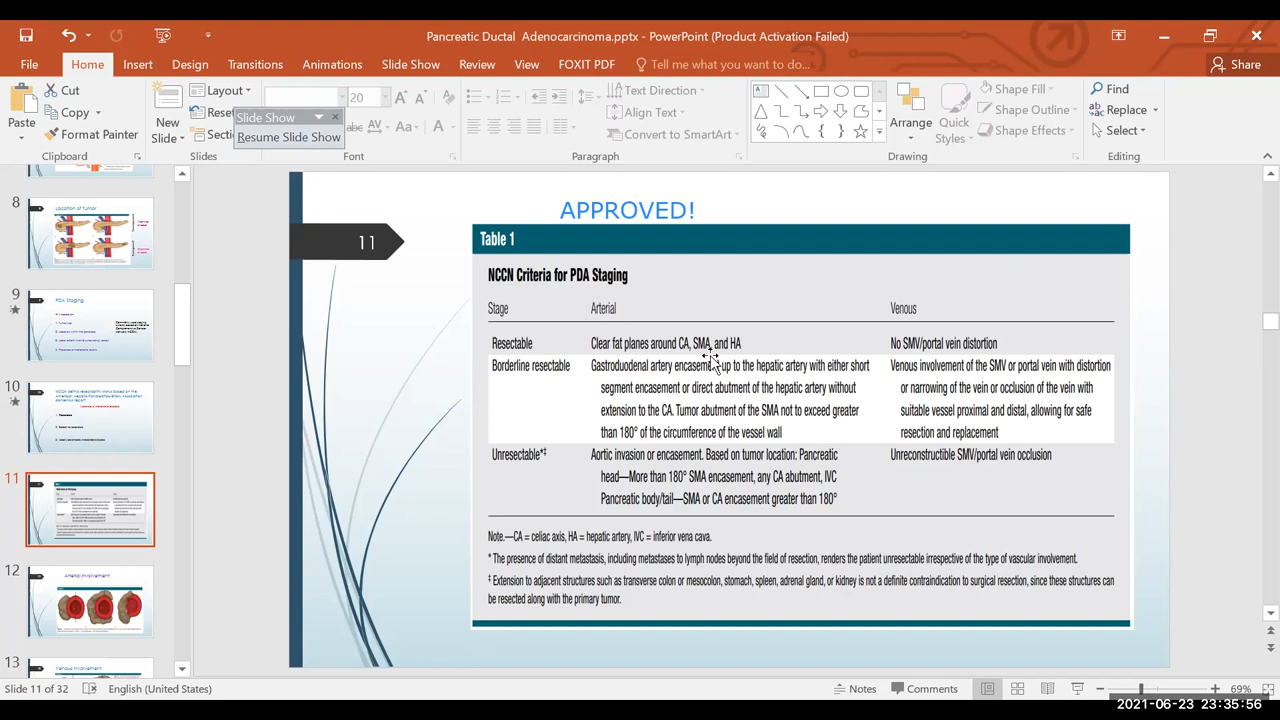 Pancreatic Ductal Adenocarcinoma.pptx - PowerPoint (Product Activation Failed)
File Home Insert Design Transitions Animations Slide Show Review View FOXIT PDF Tell me what you want to do... Share
Paste
Cut
Copy
Format Painter
Clipboard
New Slide
Layout
Reset
Secti
Slides
Slide Show
Resume Slide Show
20
abc AV Aa A
Font
Text Direction
Align Text
Convert to SmartArt
Paragraph
Arrange
Quick Styles
Shape Fill
Shape Outline
Shape Effects
Drawing
Find
Replace
Select
Editing
8
Location of Tumor
9
PDA Staging
10
11
12
Arterial Involvement
13
Venous Involvement
APPROVED!
11
Table 1
NCCN Criteria for PDA Staging
Stage Arterial Venous
Resectable Clear fat planes around CA, SMA, and HA No SMV/portal vein distortion
Borderline resectable Gastroduodenal artery encasement up to the hepatic artery with either short Venous involvement of the SMV or portal vein with distortion
segment encasement or direct abutment of the hepatic artery without or narrowing of the vein or occlusion of the vein with
extension to the CA. Tumor abutment of the SMA not to exceed greater suitable vessel proximal and distal, allowing for safe
than 180° of the circumference of the vessel wall resection and replacement
Unresectable*‡ Aortic invasion or encasement. Based on tumor location: Pancreatic Unreconstructible SMV/portal vein occlusion
head—More than 180° SMA encasement, any CA abutment, IVC
Pancreatic body/tail—SMA or CA encasement greater than 180°
Note.—CA = celiac axis, HA = hepatic artery, IVC = inferior vena cava.
* The presence of distant metastasis, including metastases to lymph nodes beyond the field of resection, renders the patient unresectable irrespective of the type of vascular involvement.
‡ Extension to adjacent structures such as transverse colon or mesocolon, stomach, spleen, adrenal gland, or kidney is not a definite contraindication to surgical resection, since these structures can
be resected along with the primary tumor.
Slide 11 of 32 English (United States) Notes Comments 69%
2021-06-23 23:35:56